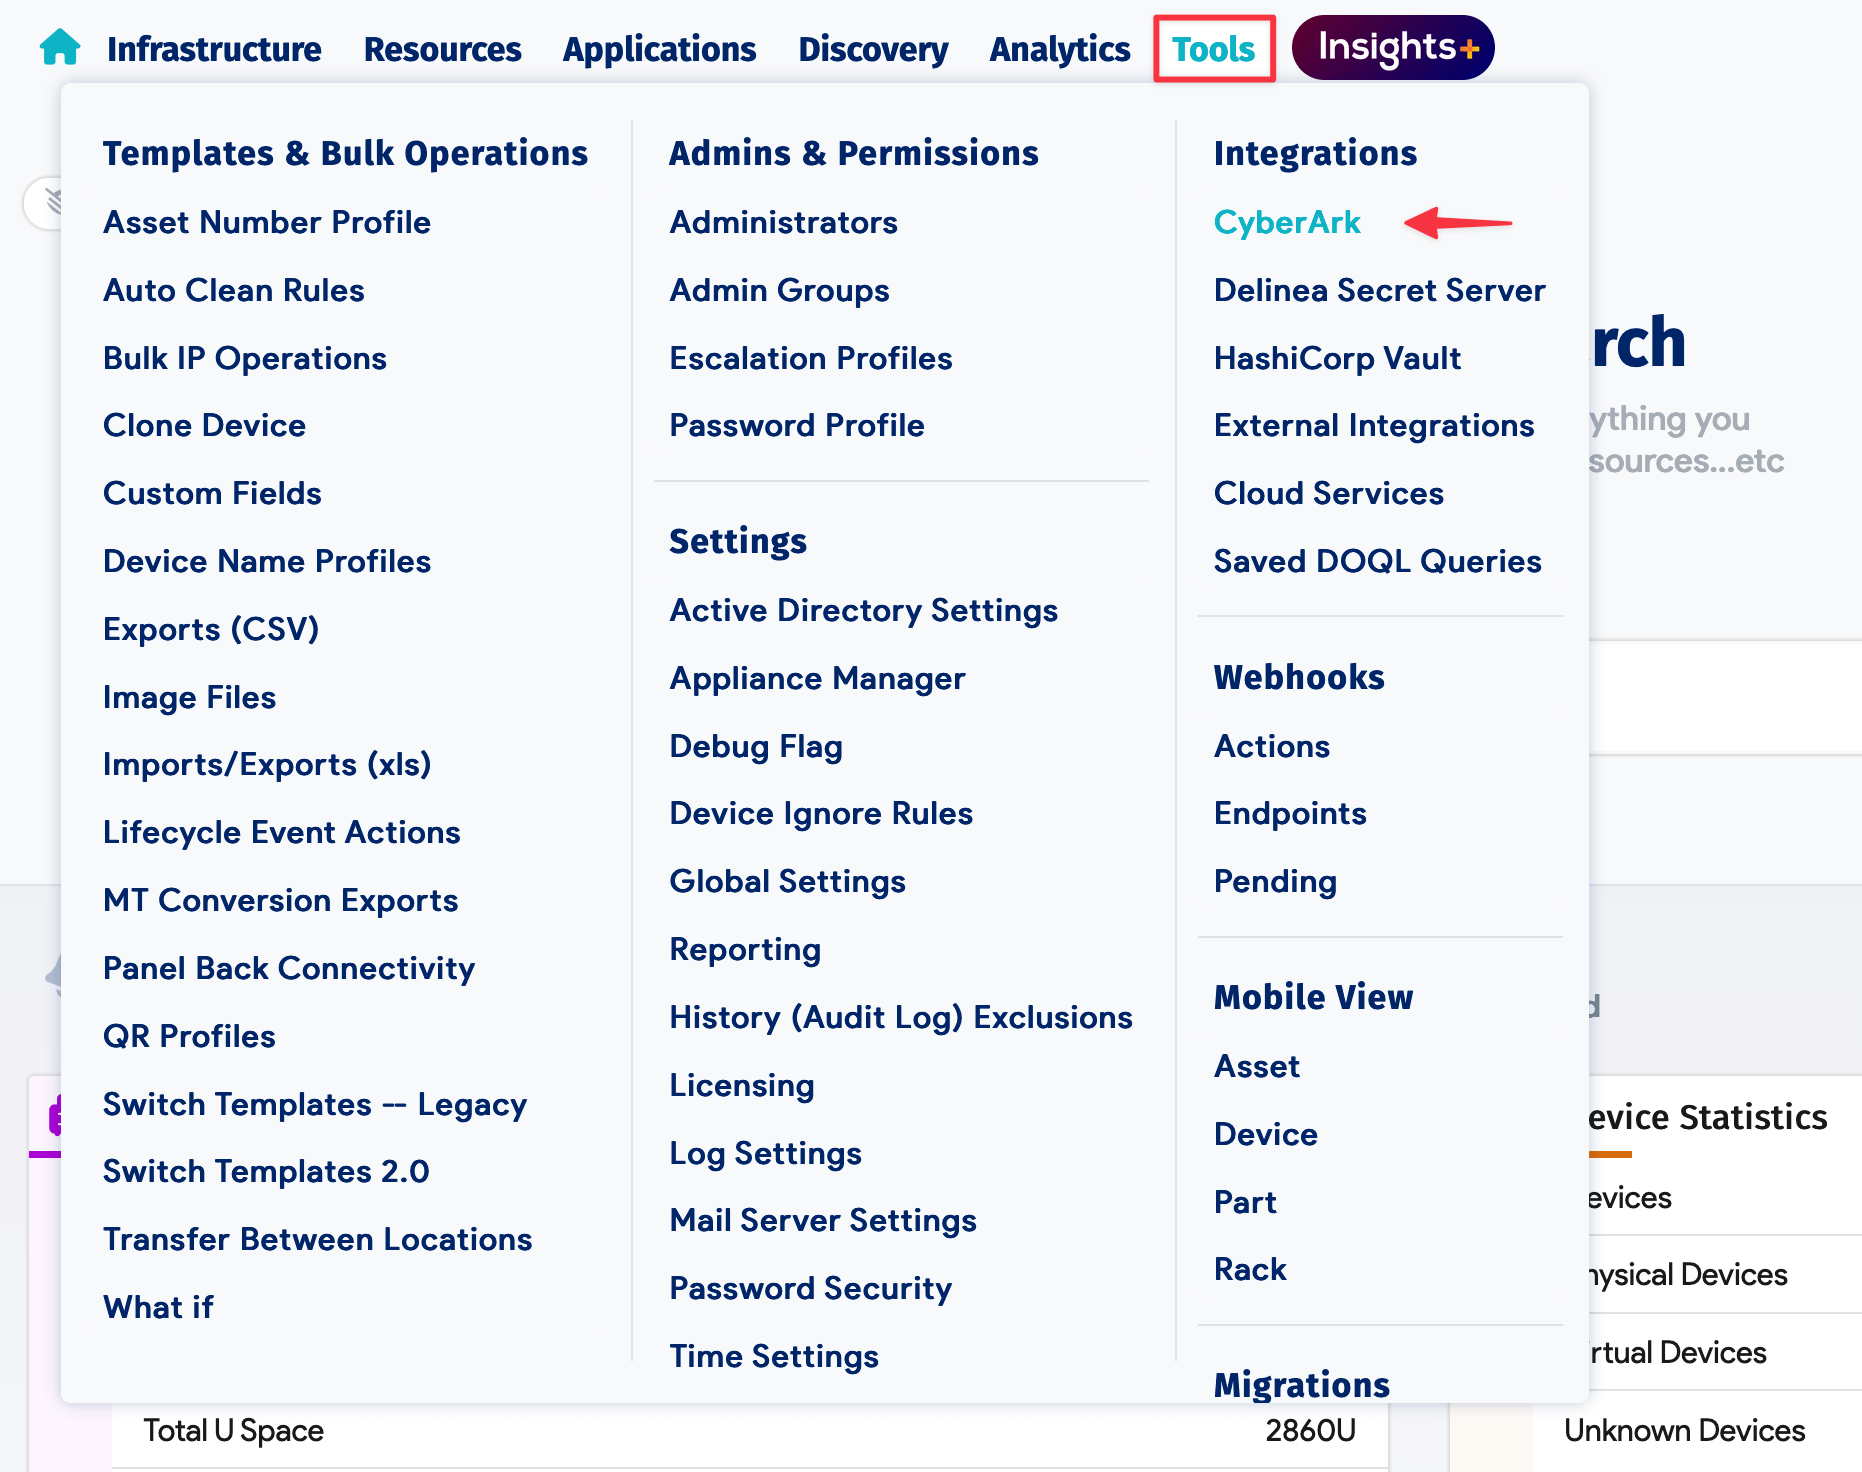 Infrastructure
Resources
Applications
Discovery
Analytics
Tools
Insights+
Templates & Bulk Operations
Asset Number Profile
Auto Clean Rules
Bulk IP Operations
Clone Device
Custom Fields
Device Name Profiles
Exports (CSV)
Image Files
Imports/Exports (xls)
Lifecycle Event Actions
MT Conversion Exports
Panel Back Connectivity
QR Profiles
Switch Templates -- Legacy
Switch Templates 2.0
Transfer Between Locations
What if
Admins & Permissions
Administrators
Admin Groups
Escalation Profiles
Password Profile
Settings
Active Directory Settings
Appliance Manager
Debug Flag
Device Ignore Rules
Global Settings
Reporting
History (Audit Log) Exclusions
Licensing
Log Settings
Mail Server Settings
Password Security
Time Settings
Integrations
CyberArk
Delinea Secret Server
HashiCorp Vault
External Integrations
Cloud Services
Saved DOQL Queries
Webhooks
Actions
Endpoints
Pending
Mobile View
Asset
Device
Part
Rack
Migrations
rch
ything you
sources...etc
d
evice Statistics
evices
hysical Devices
irtual Devices
Unknown Devices
Total U Space 2860U